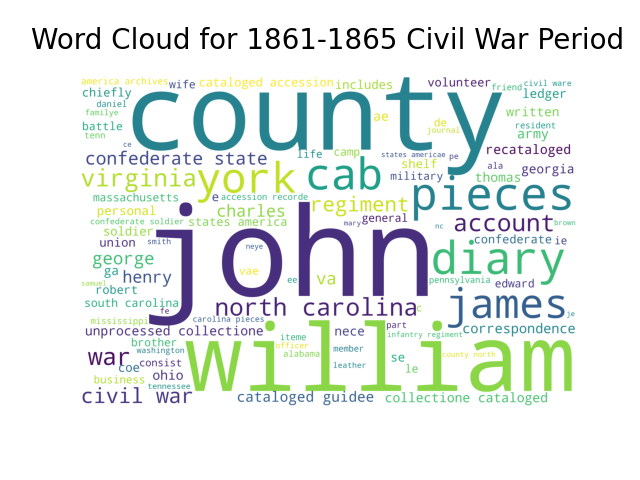 Word Cloud for 1861-1865 Civil War Period
america archives
wife
cataloged accession
includes
volunteer
friend
civil ware
chiefly
county
ledger
daniel
familye
ae
de
written
battle
journal
resident
tenn
army
ce
confederate state
life
camp
states americae
pe
recataloged
shelf
ala
virginia
york
cab
military
thomas
georgia
massachusetts
e
accession recorde
pieces
personal
charles
regiment
general
confederate soldier
states america
mary
nc
account
brown
soldier
john
union
smith
neye
confederate
ie
george
diary
ga
henry
vae
ee
va
pennsylvania
samuel
robert
edward
south carolina
fe
north carolina
c
james
je
mississippi
carolina pieces
unprocessed collectione
nece
part
infantry regiment
correspondence
brother
iteme
officer
washington
member
war
william
alabama
se
county north
coe
consist
leather
le
ohio
business
tennessee
civil war
cataloged guidee
collectione cataloged